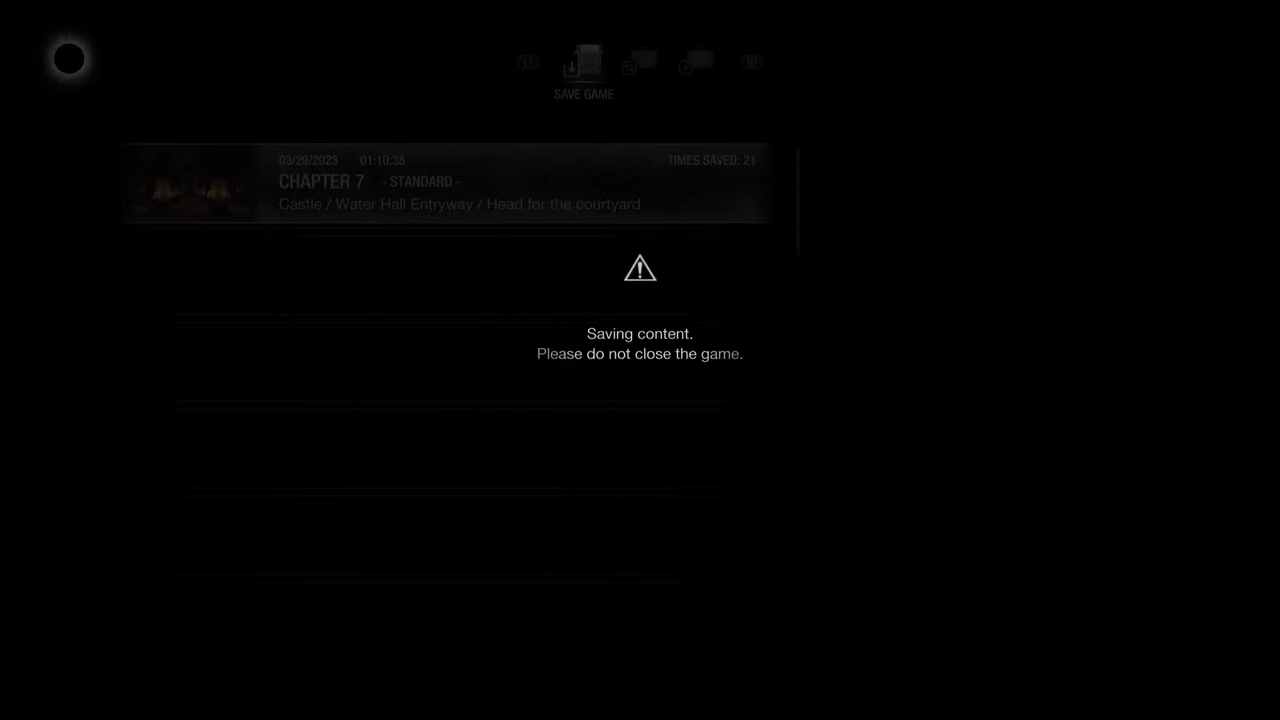 SAVE GAME
03/29/2023 01:10:38 TIMES SAVED: 21
CHAPTER 7 - STANDARD -
Castle / Water Hall Entryway / Head for the courtyard
Saving content.
Please do not close the game.